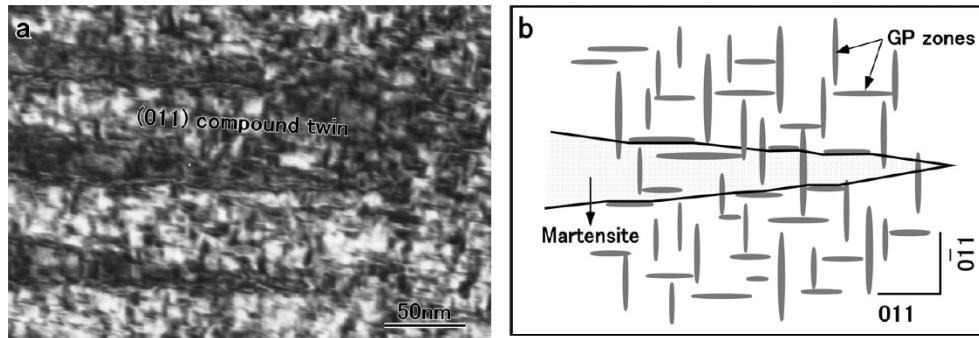 a
(011) compound twin
50nm
b
GP zones
Martensite
0̄11
011